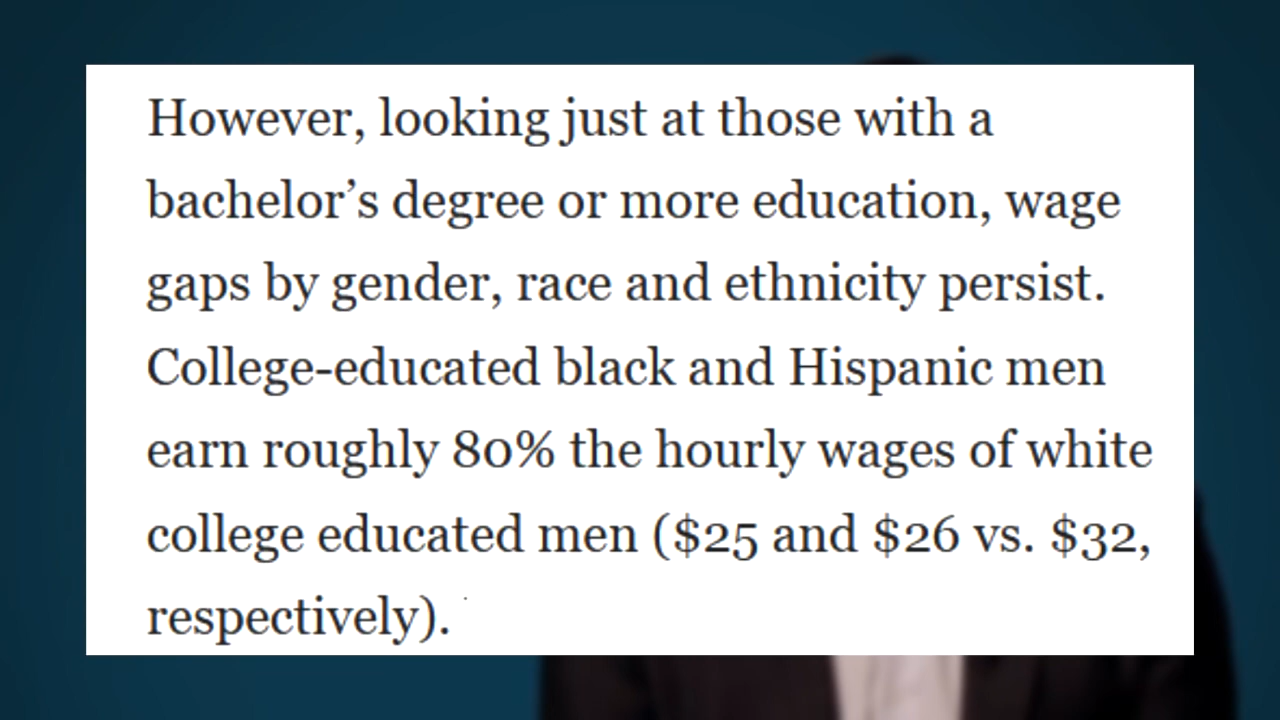 However, looking just at those with a
bachelor’s degree or more education, wage
gaps by gender, race and ethnicity persist.
College-educated black and Hispanic men
earn roughly 80% the hourly wages of white
college educated men ($25 and $26 vs. $32,
respectively).